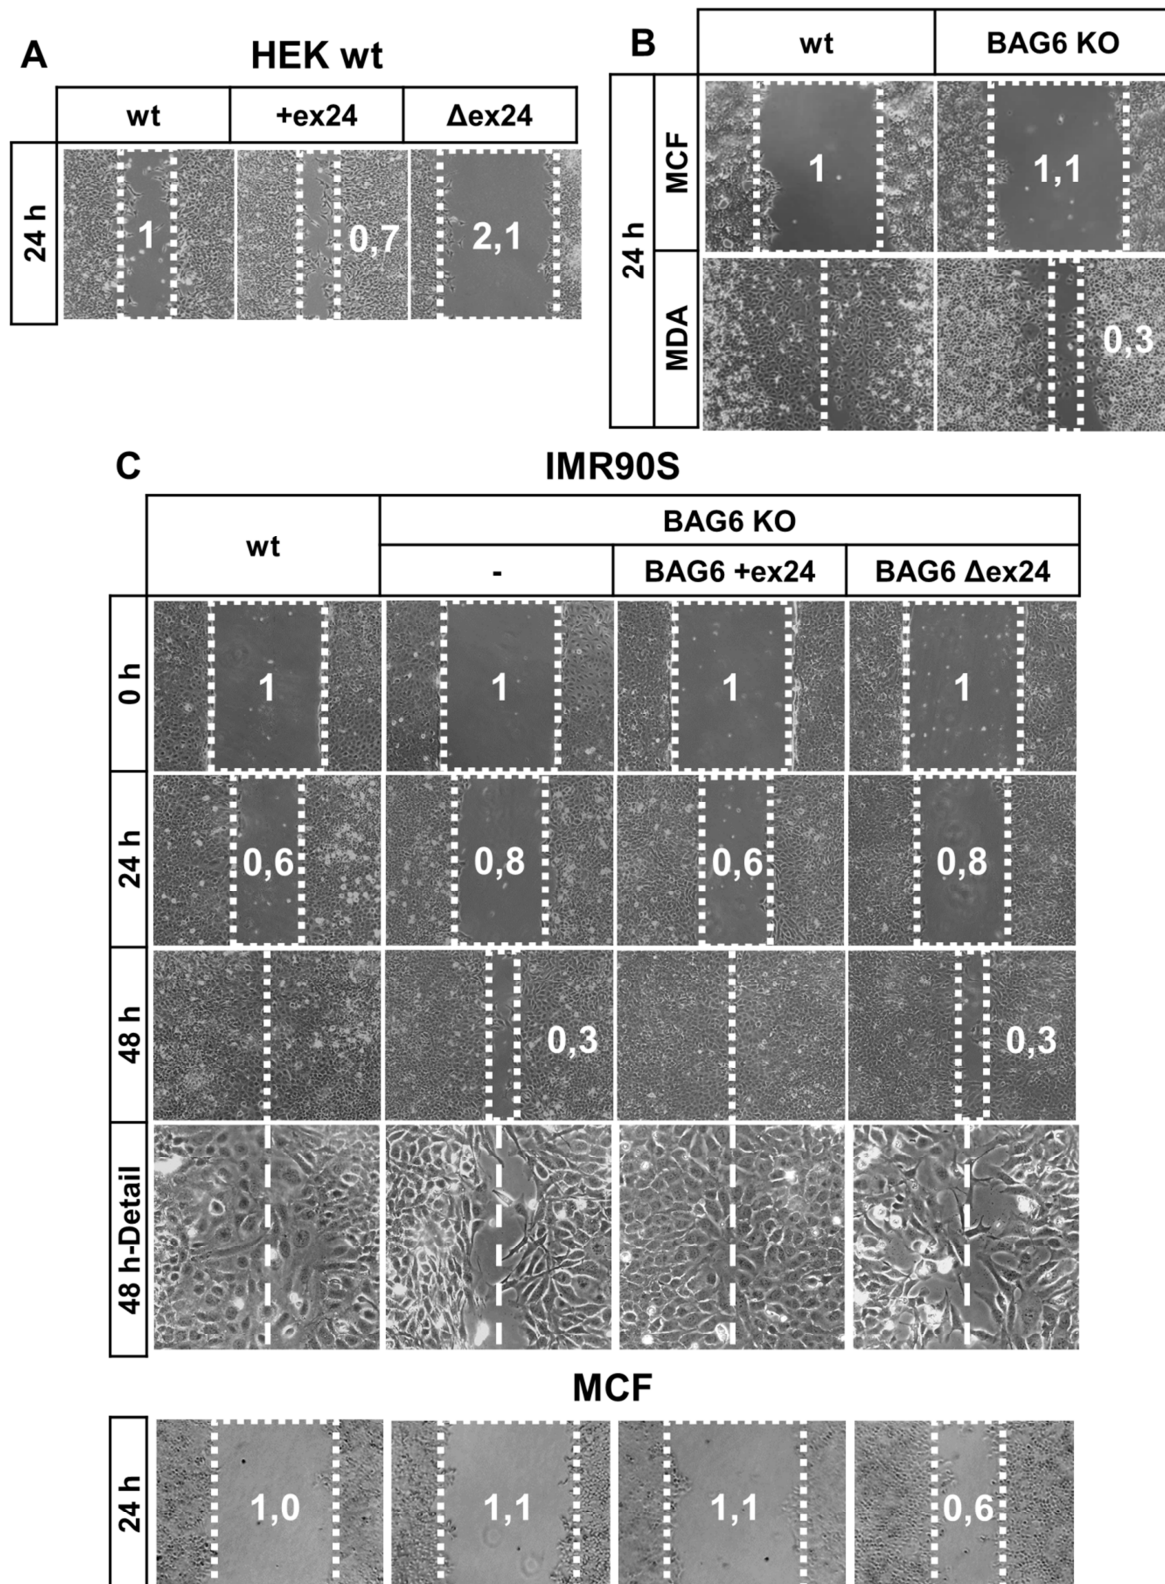 A
HEK wt
wt +ex24 Δex24
24 h
1 0,7 2,1
B
wt BAG6 KO
24 h
MCF
1 1,1
MDA
0,3
C
IMR90S
wt BAG6 KO
- BAG6 +ex24 BAG6 Δex24
0 h
1 1 1 1
24 h
0,6 0,8 0,6 0,8
48 h
0,3 0,3
48 h-Detail
MCF
24 h
1,0 1,1 1,1 0,6